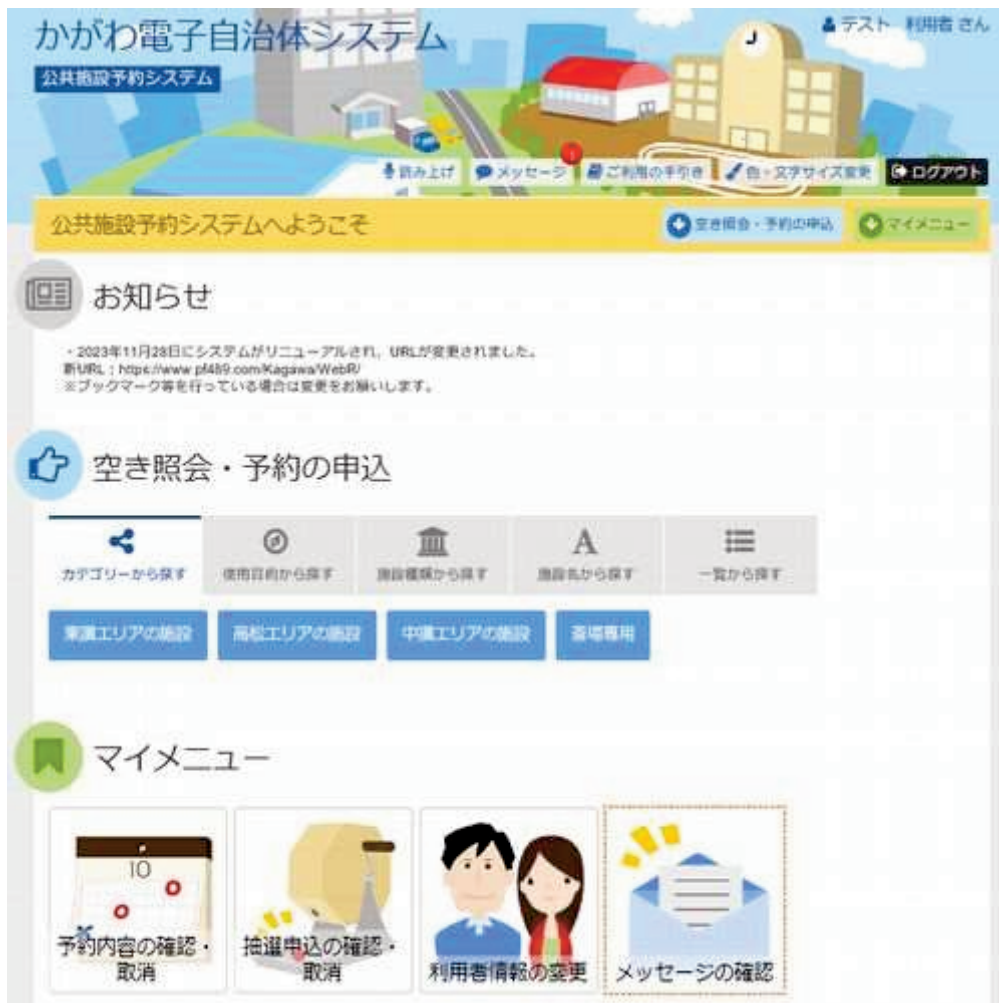 かがわ電子自治体システム
テスト 利用者 さん
公共施設予約システム
読み上げ メッセージ 1 ご利用の手引き 色・文字サイズ変更 ログアウト
公共施設予約システムへようこそ
空き照会・予約の申込 マイメニュー
お知らせ
・2023年11月28日にシステムがリニューアルされ、URLが変更されました。
新URL:https://www.pf489.com/Kagawa/WebR/
※ブックマーク等を行っている場合は変更をお願いします。
空き照会・予約の申込
カテゴリーから探す 使用目的から探す 施設種類から探す 施設名から探す 一覧から探す
東讃エリアの施設 高松エリアの施設 中讃エリアの施設 斎場専用
マイメニュー
10
予約内容の確認・
取消
抽選申込の確認・
取消
利用者情報の変更
メッセージの確認